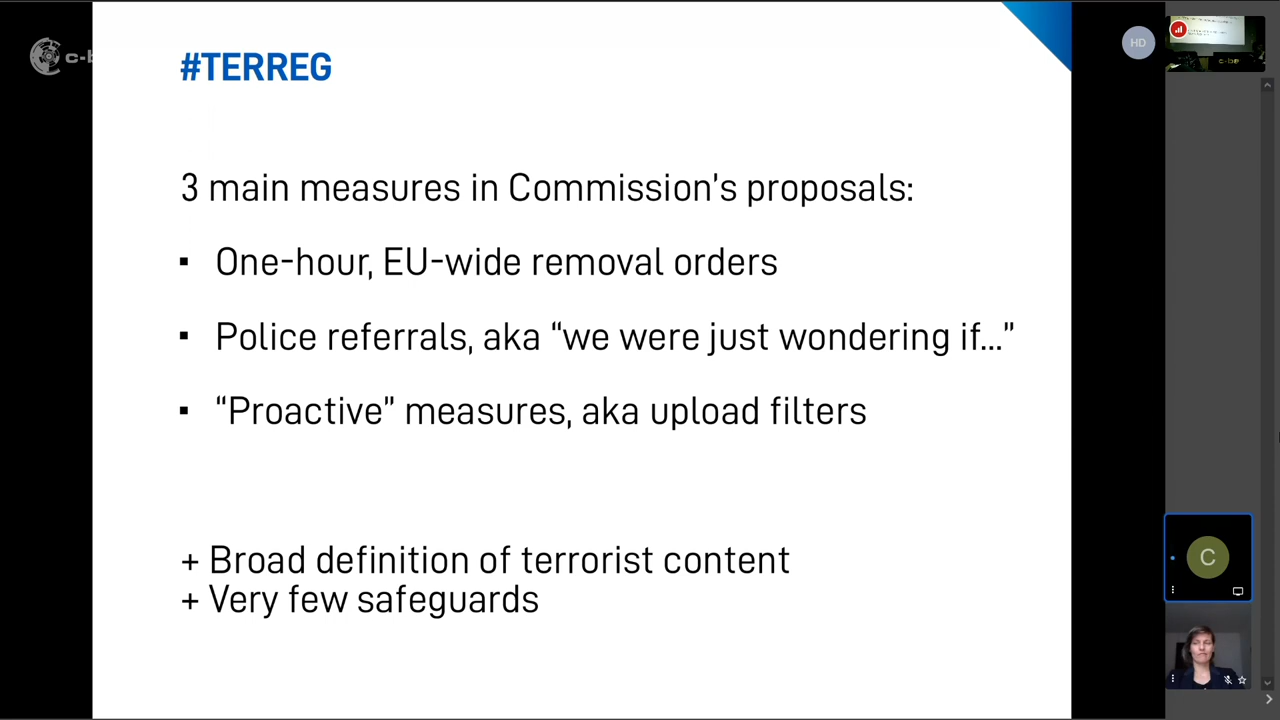 #TERREG
3 main measures in Commission's proposals:
▪ One-hour, EU-wide removal orders
▪ Police referrals, aka “we were just wondering if...”
▪ “Proactive” measures, aka upload filters
+ Broad definition of terrorist content
+ Very few safeguards
HD
c-be
C